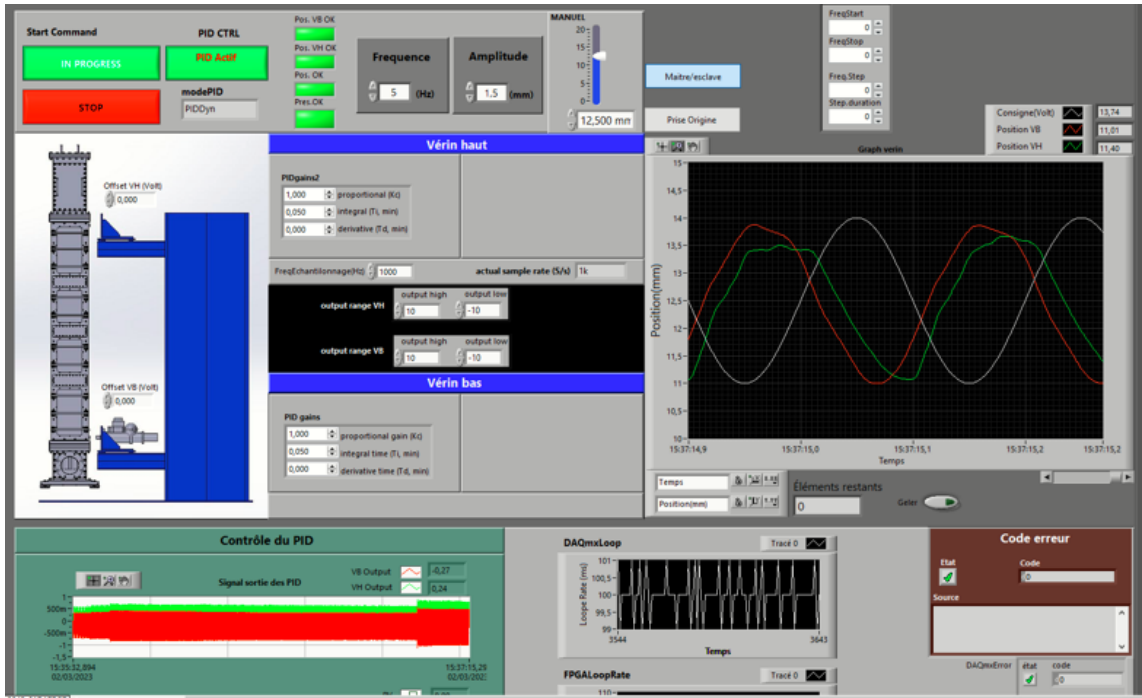 Start Command
PID CTRL
IN PROGRESS
PID Actif
STOP
modePID
PIDDyn
Pos. VB OK
Pos. VH OK
Pos. OK
Pres.OK
Frequence
5 (Hz)
Amplitude
1,5 (mm)
MANUEL
20
15
10
5
0
12,500 mm
Maitre/esclave
Prise Origine
FreqStart
0
FreqStop
0
Freq.Step
0
Step.duration
0
Consigne(Volt) 13,74
Position VB 11,01
Position VH 11,40
Offset VH (Volt)
0,000
Offset VB (Volt)
0,000
Vérin haut
PIDgains2
1,000 proportional (Kc)
0,050 integral (Ti, min)
0,000 derivative (Td, min)
FreqEchantilonnage(Hz) 1000
actual sample rate (S/s) 1k
output range VH
output high
10
output low
-10
output range VB
output high
10
output low
-10
Vérin bas
PID gains
1,000 proportional gain (Kc)
0,050 integral time (Ti, min)
0,000 derivative time (Td, min)
Graph verin
Position(mm)
15
14,5
14
13,5
13
12,5
12
11,5
11
10,5
10
15:37:14,9
15:37:15,0
15:37:15,1
15:37:15,2
15:37:15,2
Temps
Temps
Position(mm)
Éléments restants
0
Geler
Contrôle du PID
Signal sortie des PID
VB Output -0,27
VH Output 0,24
1
500m
0
-500m
-1
-1,5
15:35:32,894
02/03/2023
15:37:15,29
02/03/202
DAQmxLoop
Tracé 0
Loope Rate (ms)
101
100,5
100
99,5
99
3544
3643
Temps
FPGALoopRate
Tracé 0
110
Code erreur
Etat
Code
0
Source
DAQmxError
état
code
0